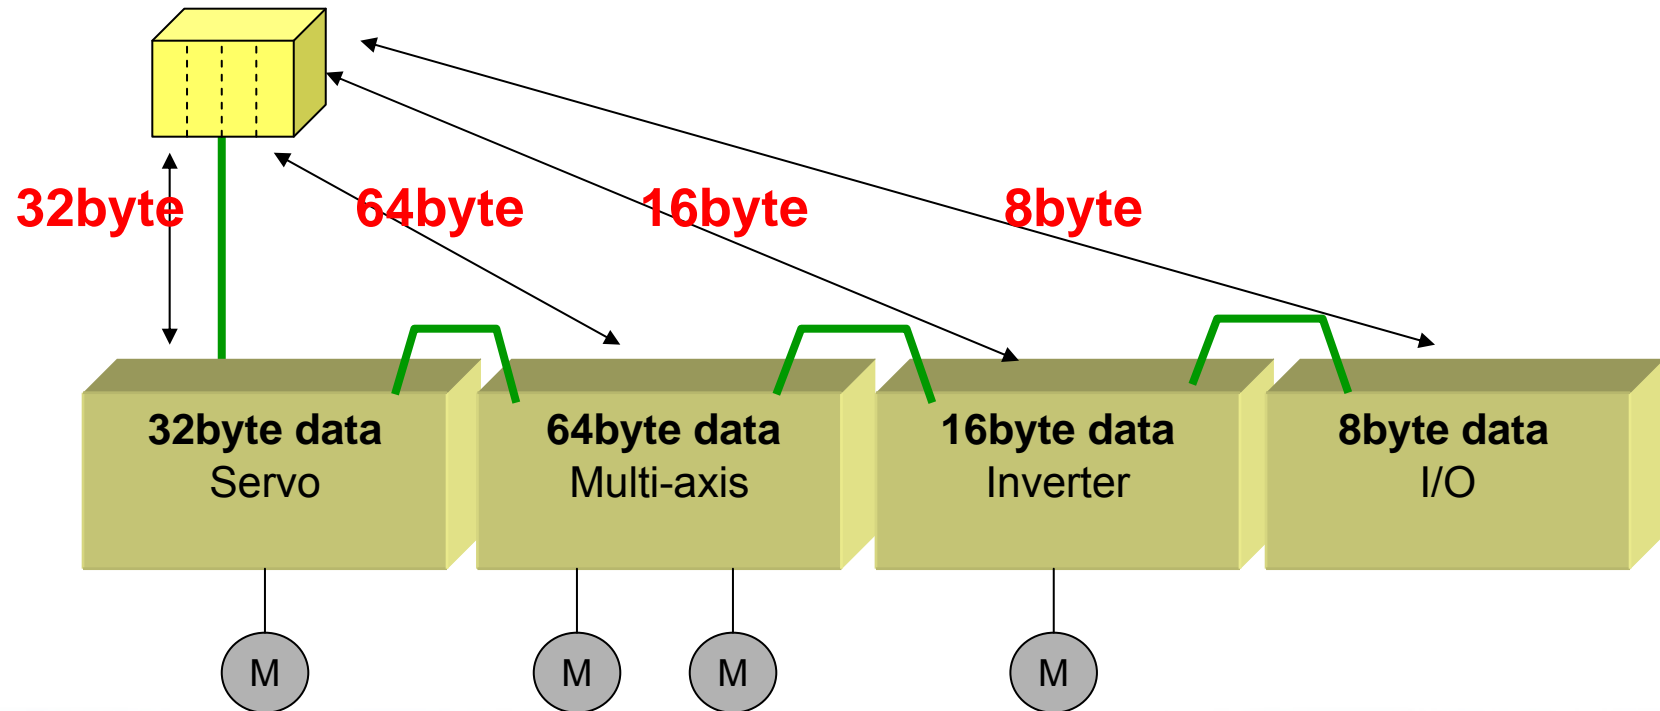 32byte
64byte
16byte
8byte
32byte data
Servo
64byte data
Multi-axis
16byte data
Inverter
8byte data
I/O
M
M
M
M